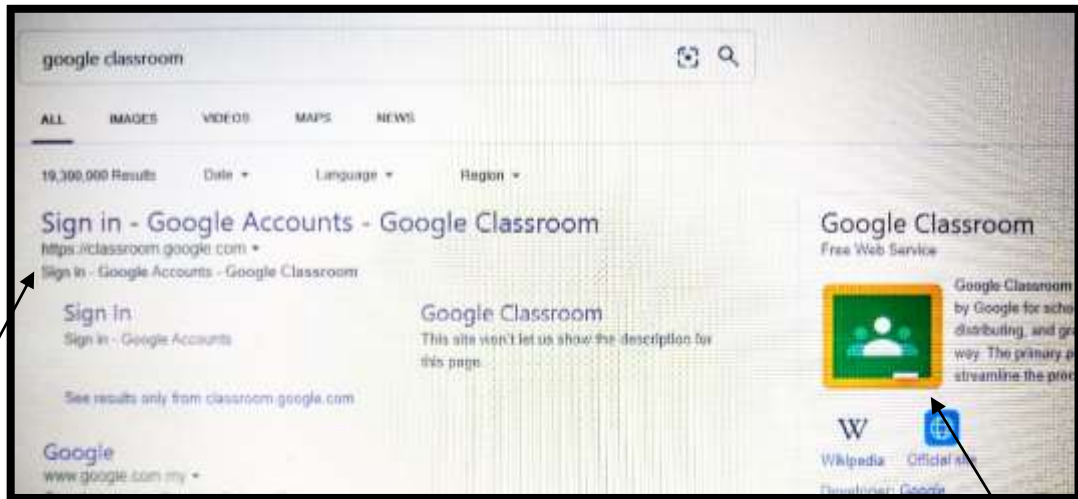 google classroom
ALL IMAGES VIDEOS MAPS NEWS
19,300,000 Results Date Language Region
Sign in - Google Accounts - Google Classroom
https://classroom.google.com
Sign in - Google Accounts - Google Classroom
Sign In
Sign in - Google Accounts
Google Classroom
This site won't let us show the description for
this page.
See results only from classroom.google.com
Google
www.google.com.my
Google Classroom
Free Web Service
Google Classroom
by Google for
distributing, and
way. The primary
streamline the
W
Wikipedia Official site
Developer: Google